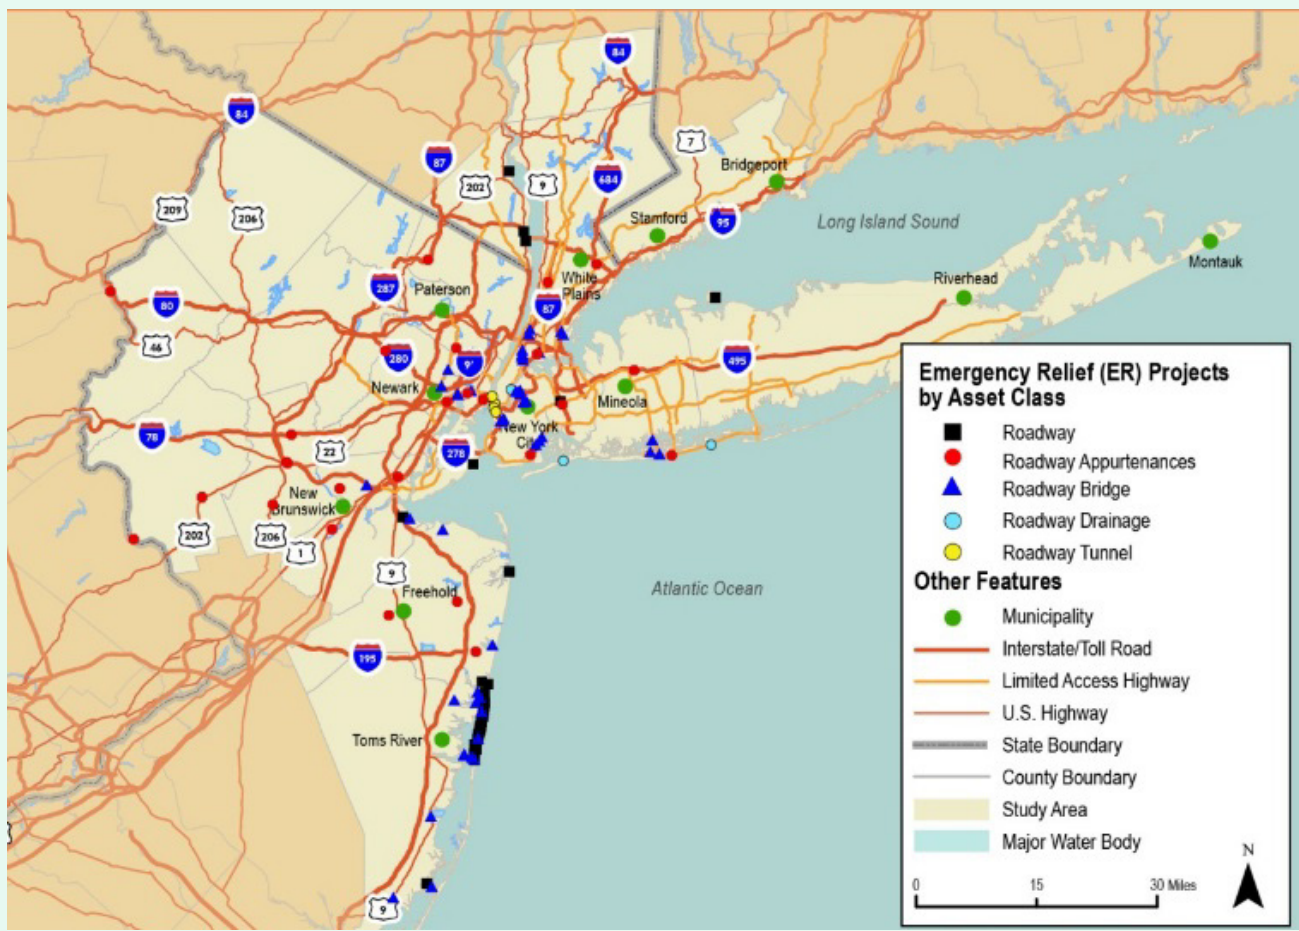 84
84
87
7
Bridgeport
202
9
684
209
206
Stamford
95
Long Island Sound
Montauk
White
Plains
Riverhead
287
Paterson
80
87
46
280
9
495
Newark
Mineola
New York
City
78
22
278
New
Brunswick
202
206
1
9
Freehold
Atlantic Ocean
195
Toms River
9
Emergency Relief (ER) Projects
by Asset Class
Roadway
Roadway Appurtenances
Roadway Bridge
Roadway Drainage
Roadway Tunnel
Other Features
Municipality
Interstate/Toll Road
Limited Access Highway
U.S. Highway
State Boundary
County Boundary
Study Area
Major Water Body
N
0 15 30 Miles